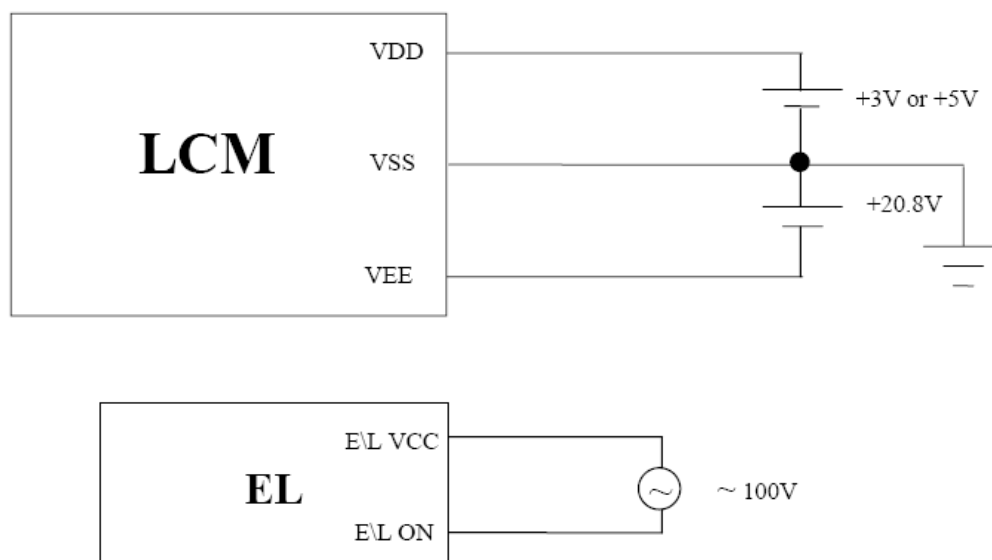 VDD
+3V or +5V
LCM
VSS
+20.8V
VEE
E\L VCC
EL
~ 100V
E\L ON